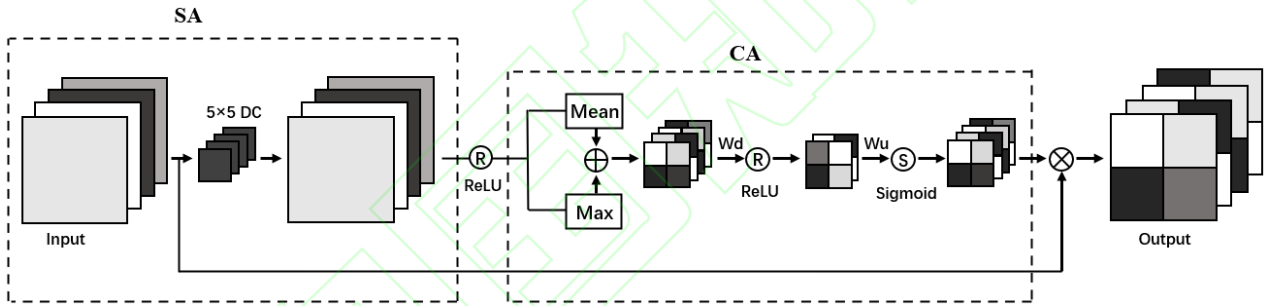 SA
CA
5×5 DC
Mean
Wd
Wu
R
R
S
ReLU
ReLU
Sigmoid
Max
Input
Output